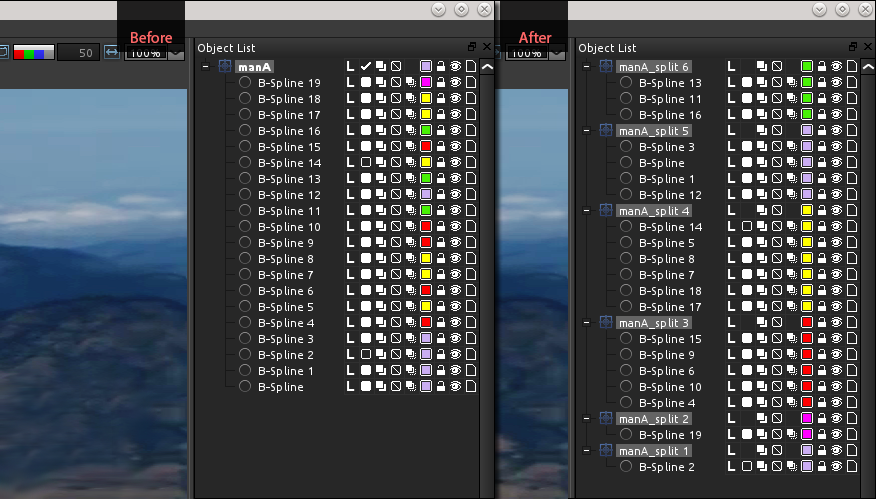 Before
50
100%
Object List
manA
L
B-Spline 19 L
B-Spline 18 L
B-Spline 17 L
B-Spline 16 L
B-Spline 15 L
B-Spline 14 L
B-Spline 13 L
B-Spline 12 L
B-Spline 11 L
B-Spline 10 L
B-Spline 9 L
B-Spline 8 L
B-Spline 7 L
B-Spline 6 L
B-Spline 5 L
B-Spline 4 L
B-Spline 3 L
B-Spline 2 L
B-Spline 1 L
B-Spline L
After
100%
Object List
manA_split 6 L
B-Spline 13 L
B-Spline 11 L
B-Spline 16 L
manA_split 5 L
B-Spline 3 L
B-Spline L
B-Spline 1 L
B-Spline 12 L
manA_split 4 L
B-Spline 14 L
B-Spline 5 L
B-Spline 8 L
B-Spline 7 L
B-Spline 18 L
B-Spline 17 L
manA_split 3 L
B-Spline 15 L
B-Spline 9 L
B-Spline 6 L
B-Spline 10 L
B-Spline 4 L
manA_split 2 L
B-Spline 19 L
manA_split 1 L
B-Spline 2 L